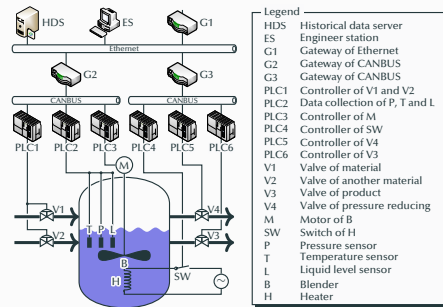 HDS
ES
G1
Ethernet
G2
G3
CANBUS
CANBUS
PLC1 PLC2 PLC3 PLC4 PLC5 PLC6
M
V1
V4
T P L
V2
V3
B
H
SW
Legend
HDS Historical data server
ES Engineer station
G1 Gateway of Ethernet
G2 Gateway of CANBUS
G3 Gateway of CANBUS
PLC1 Controller of V1 and V2
PLC2 Data collection of P, T and L
PLC3 Controller of M
PLC4 Controller of SW
PLC5 Controller of V4
PLC6 Controller of V3
V1 Valve of material
V2 Valve of another material
V3 Valve of product
V4 Valve of pressure reducing
M Motor of B
SW Switch of H
P Pressure sensor
T Temperature sensor
L Liquid level sensor
B Blender
H Heater